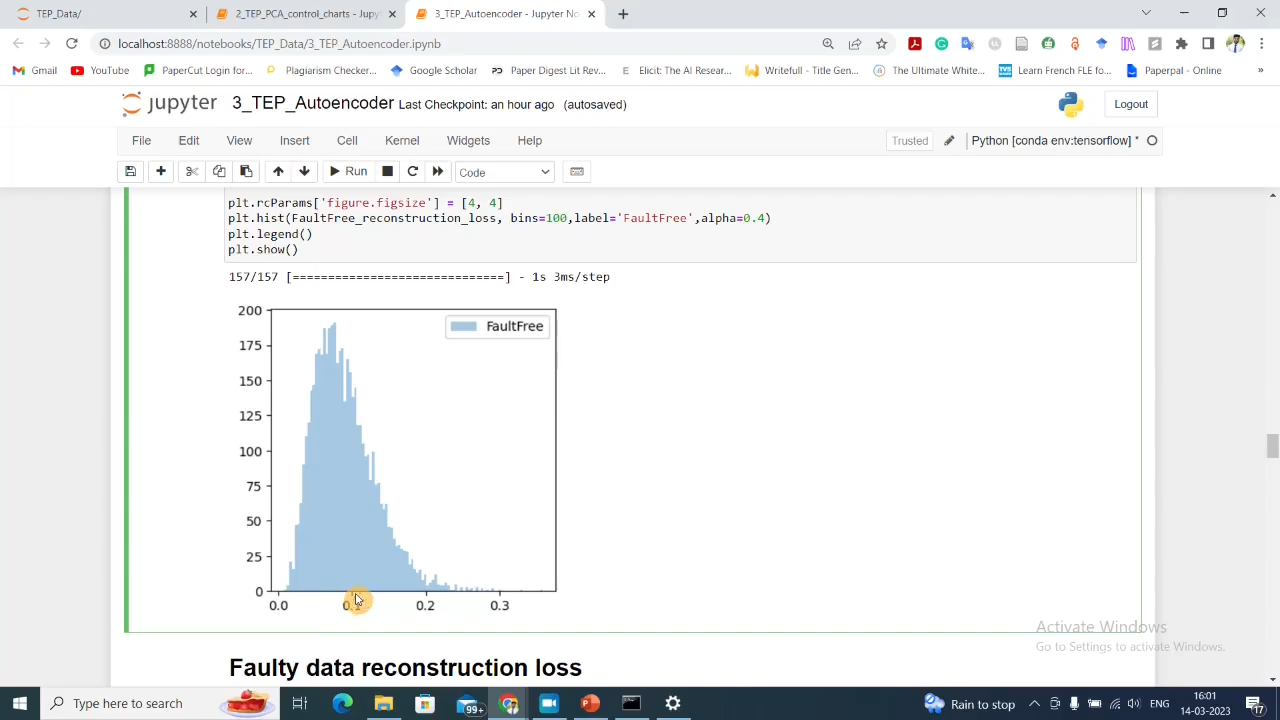 TEP_Data/
2_TEP_PCA_control_charts - Jupyt
3_TEP_Autoencoder - Jupyter No
localhost:8888/notebooks/TEP_Data/3_TEP_Autoencoder.ipynb
Gmail
YouTube
PaperCut Login for...
Plagiarism Checker...
Google Scholar
Paper Digest Lit Rev...
Elicit: The AI Resear...
Writefull - Title Gen...
The Ultimate White...
Learn French FLE fo...
Paperpal - Online
»
jupyter 3_TEP_Autoencoder Last Checkpoint: an hour ago (autosaved)
Logout
File Edit View Insert Cell Kernel Widgets Help
Trusted
Python [conda env:tensorflow] *
Run
Code
plt.rcParams['figure.figsize'] = [4, 4]
plt.hist(FaultFree_reconstruction_loss, bins=100,label='FaultFree',alpha=0.4)
plt.legend()
plt.show()
157/157 [==============================] - 1s 3ms/step
200
175
150
125
100
75
50
25
0
FaultFree
0.0 0.1 0.2 0.3
Faulty data reconstruction loss
Activate Windows
Go to Settings to activate Windows.
Type here to search
99+
Rain to stop
ENG
16:01
14-03-2023
17